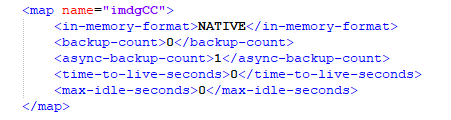 <map name="imdgCC">
<in-memory-format>NATIVE</in-memory-format>
<backup-count>0</backup-count>
<async-backup-count>1</async-backup-count>
<time-to-live-seconds>0</time-to-live-seconds>
<max-idle-seconds>0</max-idle-seconds>
</map>